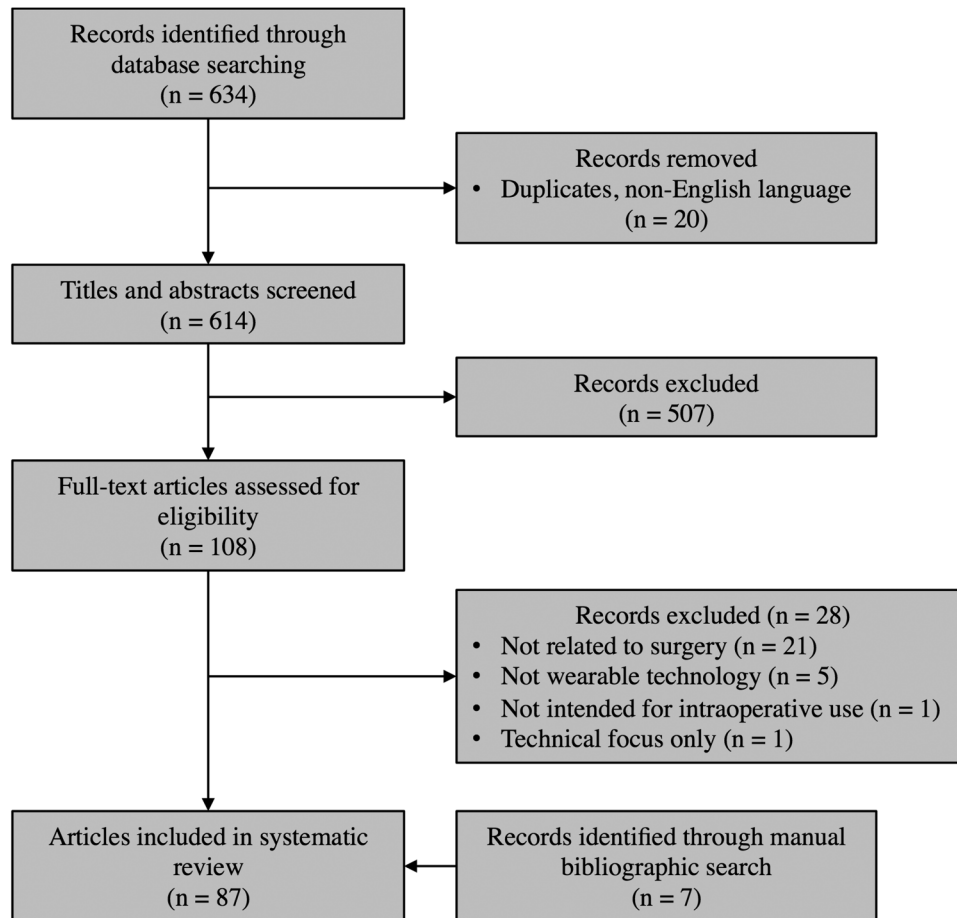 Records identified through
database searching
(n = 634)
Records removed
• Duplicates, non-English language
(n = 20)
Titles and abstracts screened
(n = 614)
Records excluded
(n = 507)
Full-text articles assessed for
eligibility
(n = 108)
Records excluded (n = 28)
• Not related to surgery (n = 21)
• Not wearable technology (n = 5)
• Not intended for intraoperative use (n = 1)
• Technical focus only (n = 1)
Articles included in systematic
review
(n = 87)
Records identified through manual
bibliographic search
(n = 7)